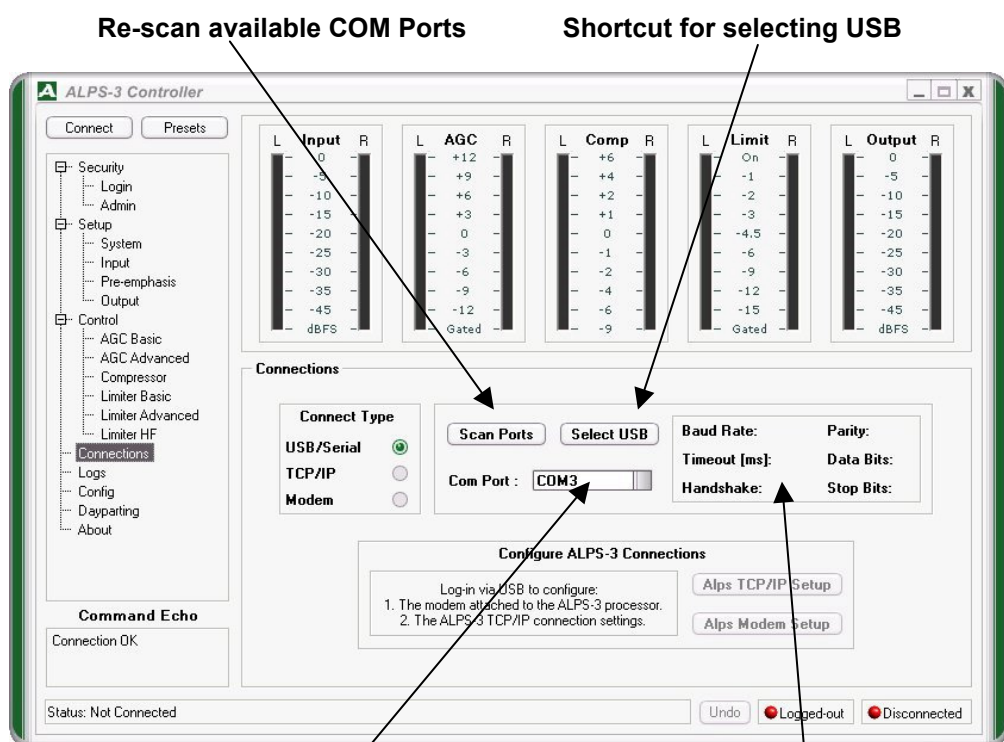 Re-scan available COM Ports
Shortcut for selecting USB
A ALPS-3 Controller
Connect
Presets
Security
Login
Admin
Setup
System
Input
Pre-emphasis
Output
Control
AGC Basic
AGC Advanced
Compressor
Limiter Basic
Limiter Advanced
Limiter HF
Connections
Logs
Config
Dayparting
About
Command Echo
Connection OK
L Input R
0
-5
-10
-15
-20
-25
-30
-35
-45
dBFS
L AGC R
+12
+9
+6
+3
0
-3
-6
-9
-12
Gated
L Comp R
+6
+4
+2
+1
0
-1
-2
-4
-6
-9
L Limit R
On
-1
-2
-3
-4.5
-6
-9
-12
-15
Gated
L Output R
0
-5
-10
-15
-20
-25
-30
-35
-45
dBFS
Connections
Connect Type
USB/Serial
TCP/IP
Modem
Scan Ports
Select USB
Com Port : COM3
Baud Rate:
Parity:
Timeout [ms]:
Data Bits:
Handshake:
Stop Bits:
Configure ALPS-3 Connections
Log-in via USB to configure:
1. The modem attached to the ALPS-3 processor.
2. The ALPS-3 TCP/IP connection settings.
Alps TCP/IP Setup
Alps Modem Setup
Status: Not Connected
Undo
Logged-out
Disconnected